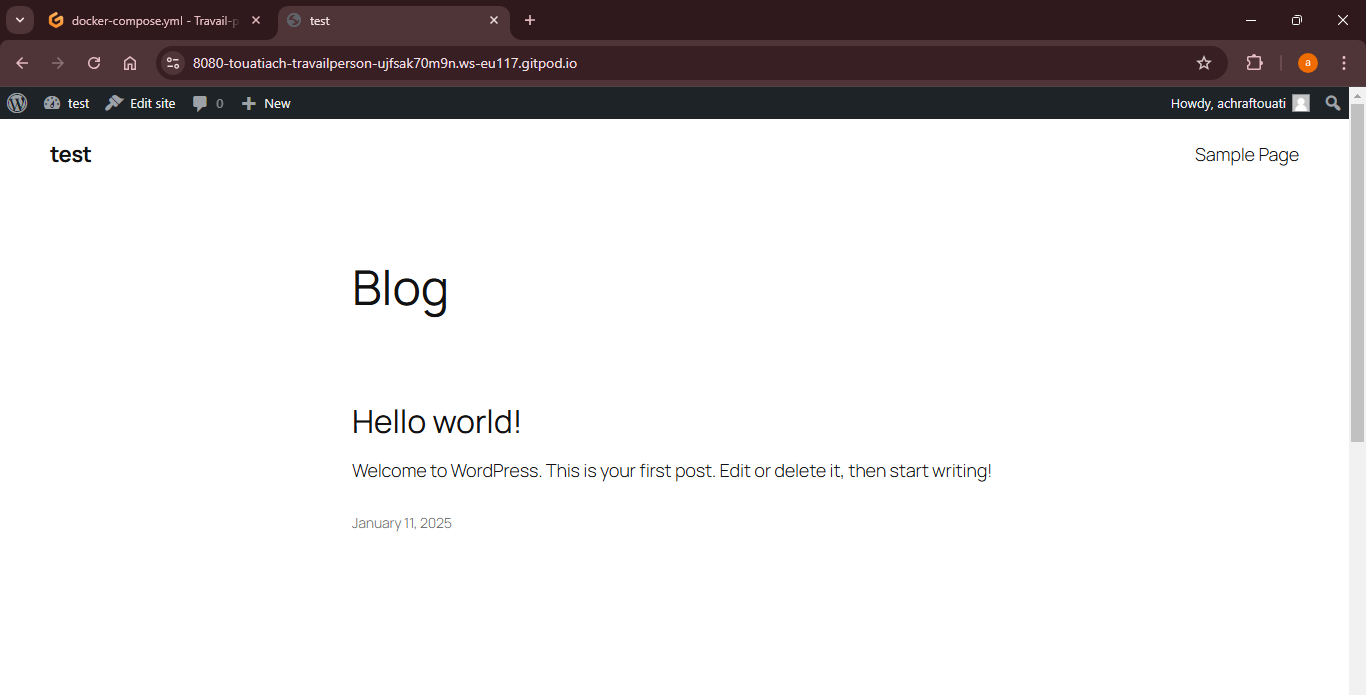 docker-compose.yml - Travail-p
test
8080-touatiach-travailperson-ujfsak70m9n.ws-eu117.gitpod.io
a
test
Edit site
0
New
Howdy, achraftouati
test
Sample Page
Blog
Hello world!
Welcome to WordPress. This is your first post. Edit or delete it, then start writing!
January 11, 2025